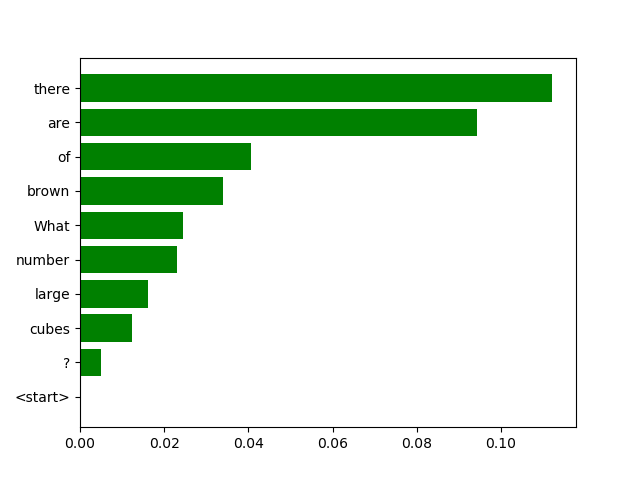 there
are
of
brown
What
number
large
cubes
?
<start>
0.00 0.02 0.04 0.06 0.08 0.10